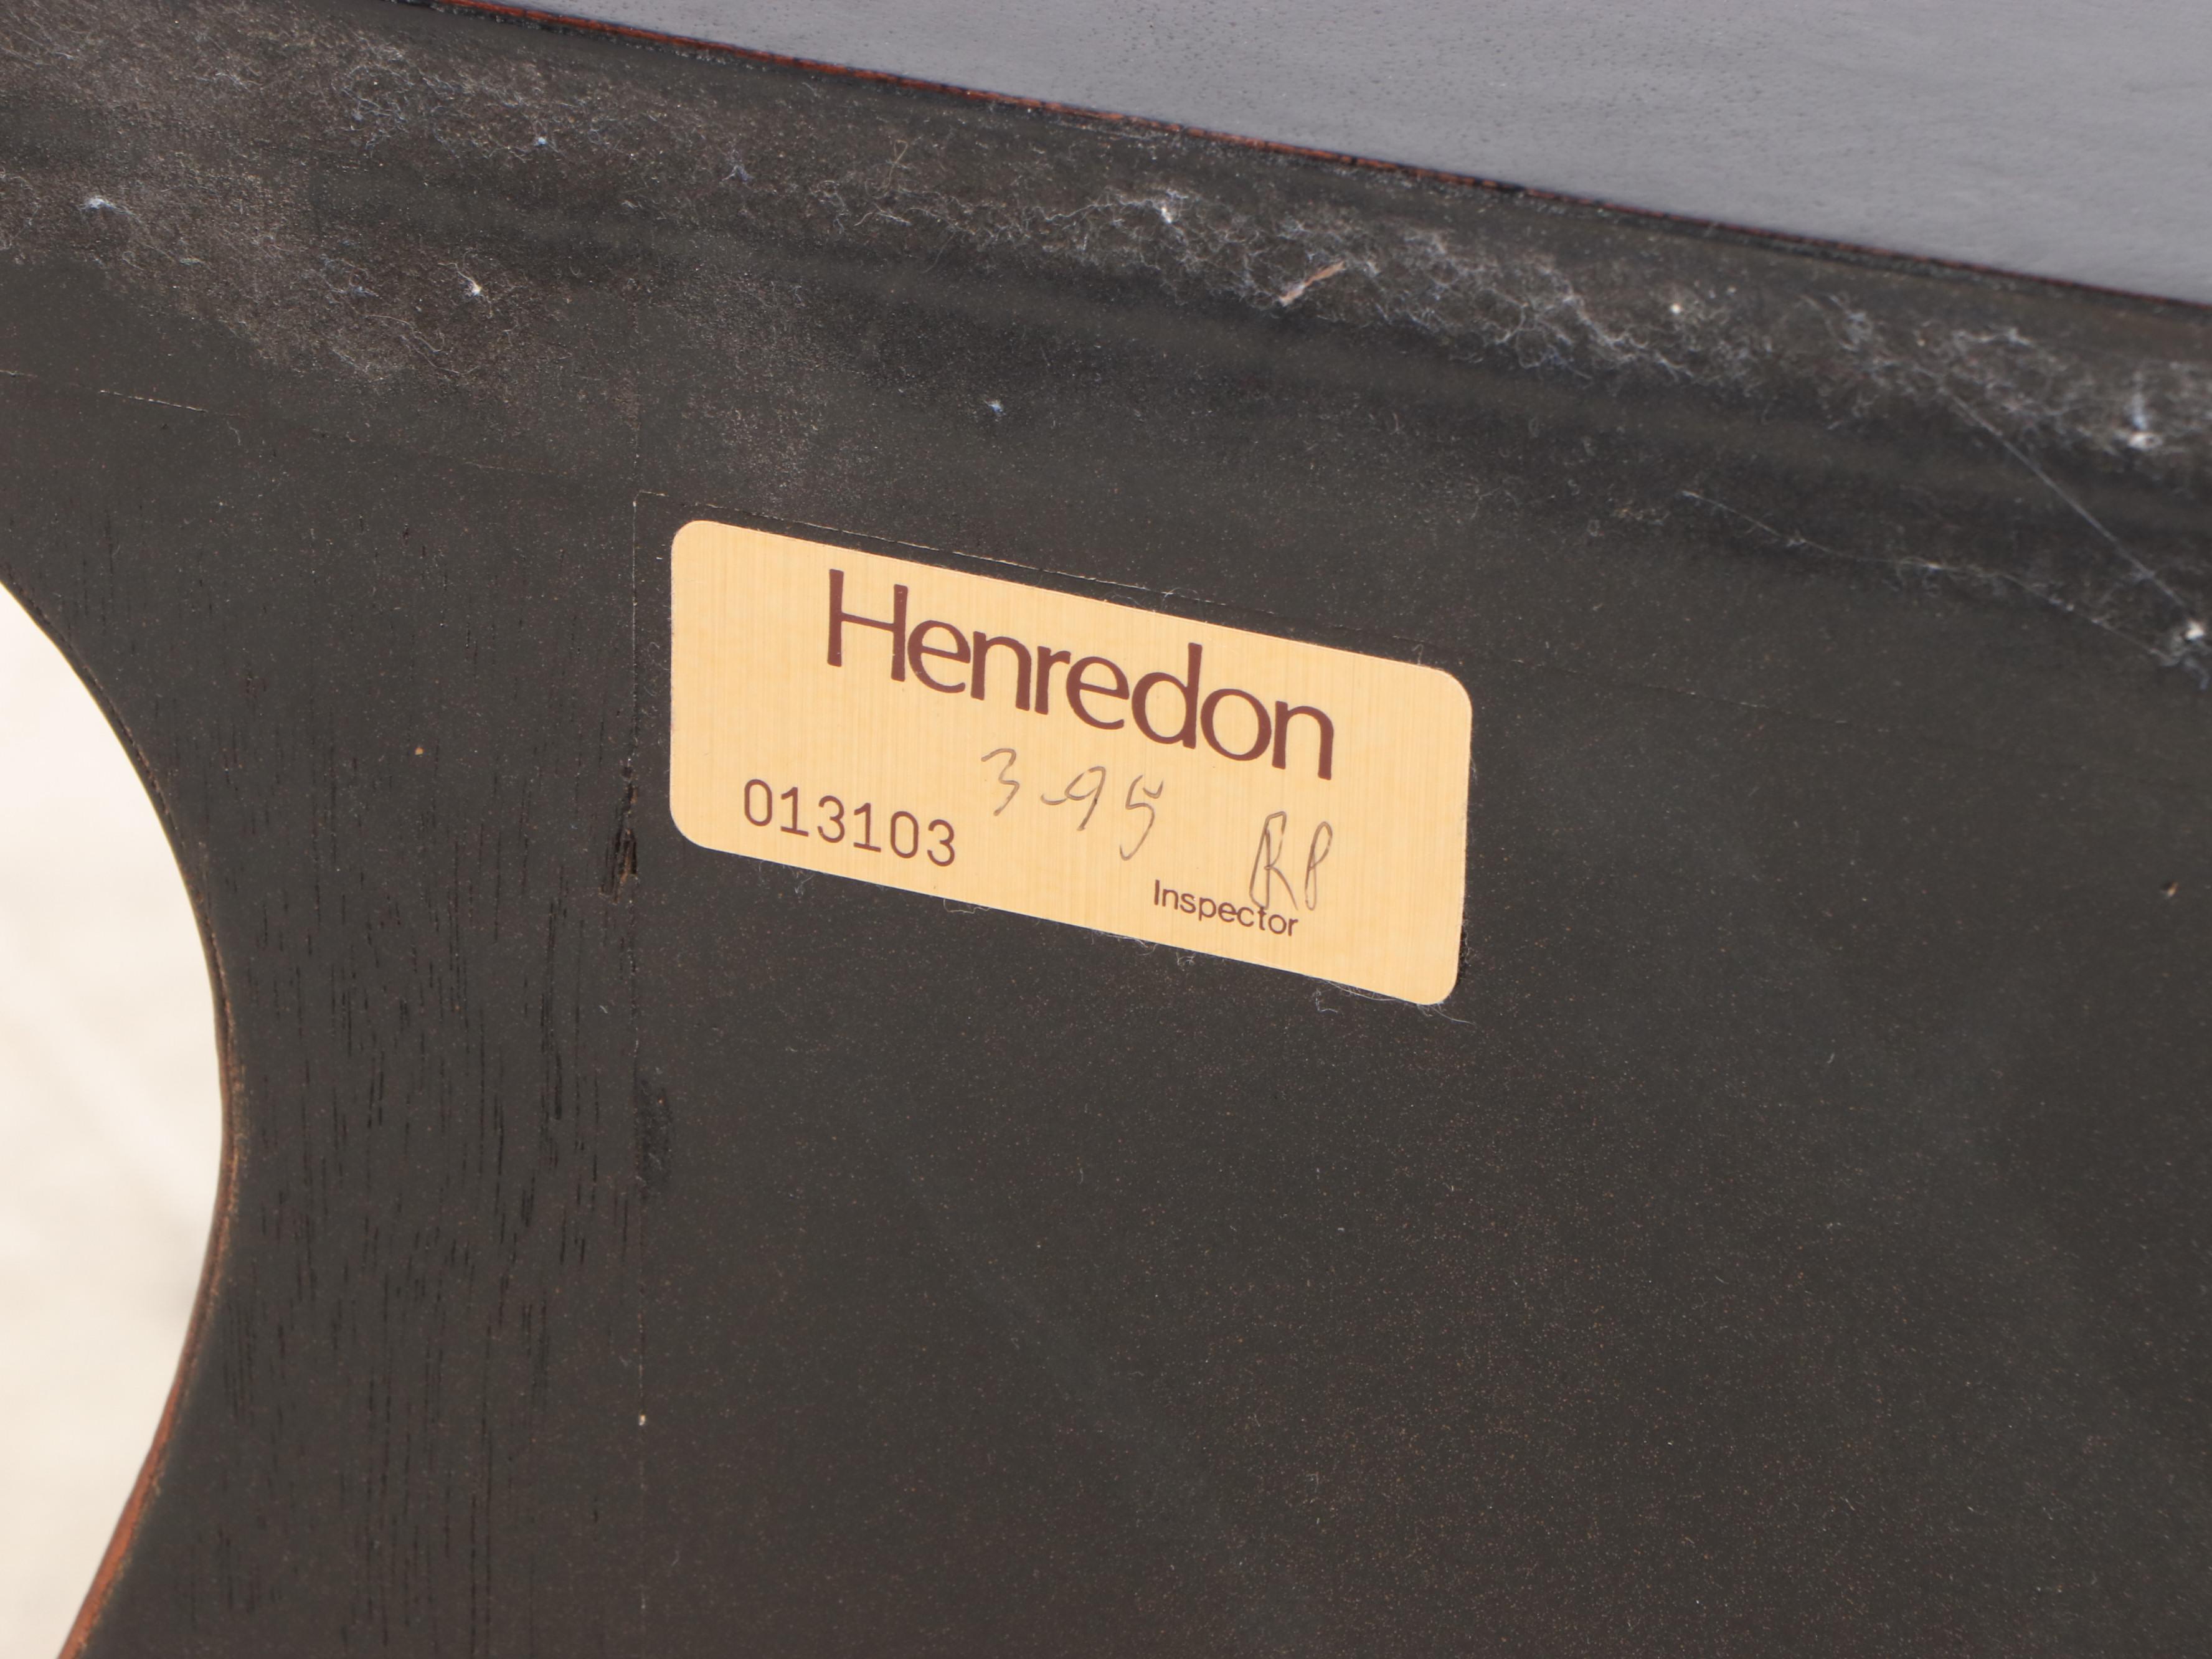 Henredon
3-95
013103
RP
Inspector